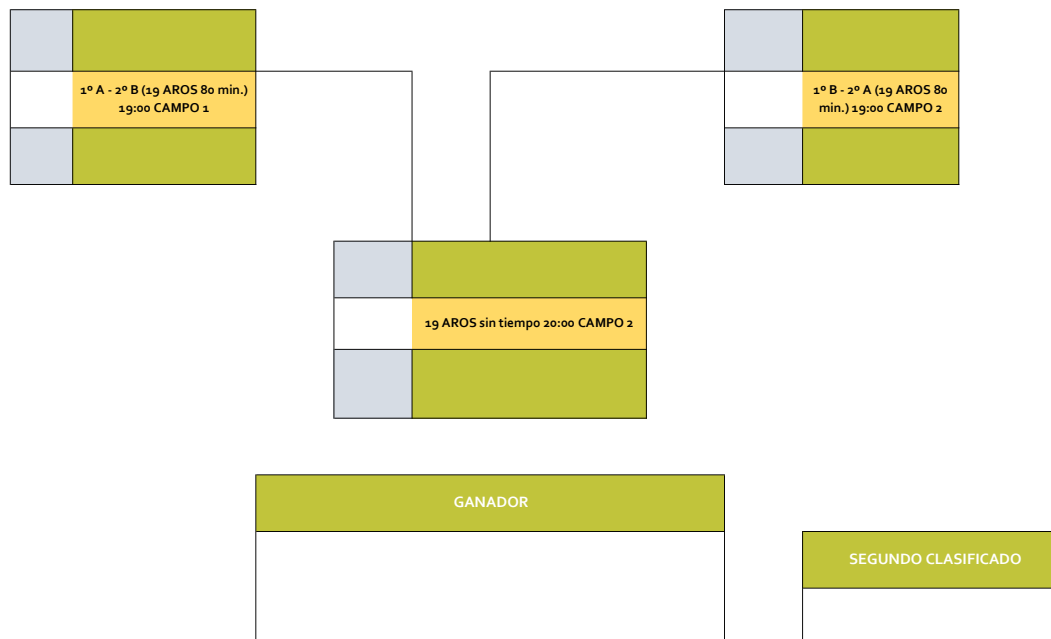 1º A - 2º B (19 AROS 80 min.)
19:00 CAMPO 1
1º B - 2º A (19 AROS 80
min.) 19:00 CAMPO 2
19 AROS sin tiempo 20:00 CAMPO 2
GANADOR
SEGUNDO CLASIFICADO